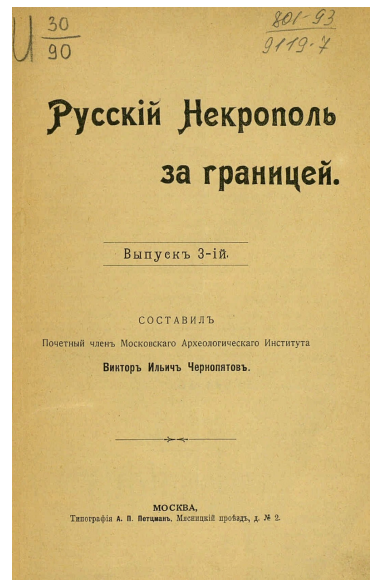 И 30
90
801-93
9119-7
Русскій Некрополь
за границей.
Выпускъ 3-ій.
СОСТАВИЛЪ
Почетный членъ Московскаго Археологическаго Института
Викторъ Ильичъ Чернопятовъ.
МОСКВА,
Типографія А. П. Петцманъ, Мясницкій проѣздъ, д. № 2.